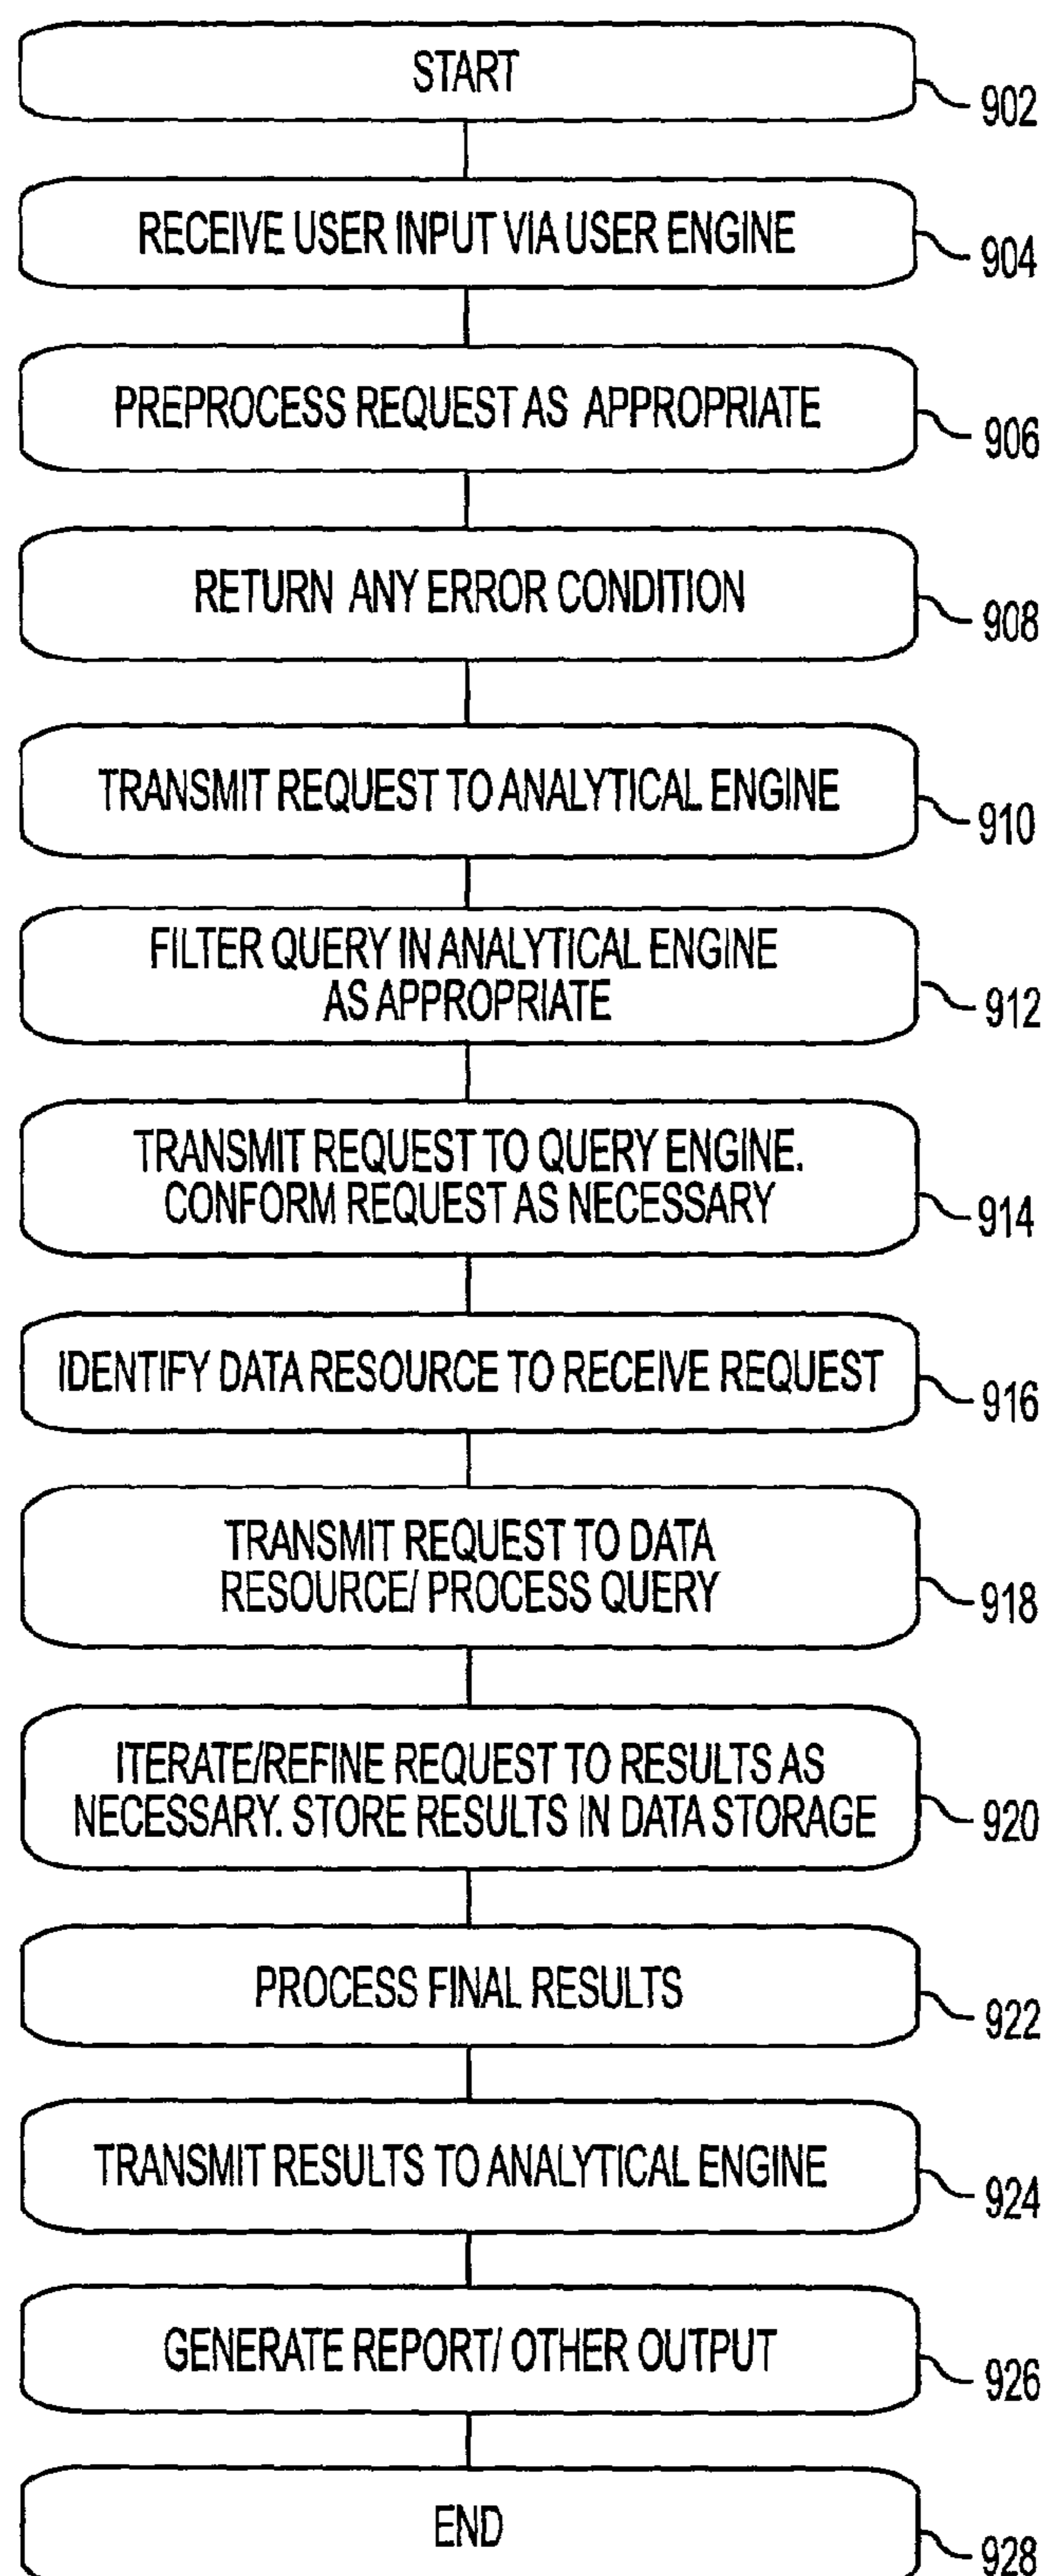 START
902
RECEIVE USER INPUT VIA USER ENGINE
904
PREPROCESS REQUEST AS APPROPRIATE
906
RETURN ANY ERROR CONDITION
908
TRANSMIT REQUEST TO ANALYTICAL ENGINE
910
FILTER QUERY IN ANALYTICAL ENGINE
AS APPROPRIATE
912
TRANSMIT REQUEST TO QUERY ENGINE.
CONFORM REQUEST AS NECESSARY
914
IDENTIFY DATA RESOURCE TO RECEIVE REQUEST
916
TRANSMIT REQUEST TO DATA
RESOURCE/ PROCESS QUERY
918
ITERATE/REFINE REQUEST TO RESULTS AS
NECESSARY. STORE RESULTS IN DATA STORAGE
920
PROCESS FINAL RESULTS
922
TRANSMIT RESULTS TO ANALYTICAL ENGINE
924
GENERATE REPORT/ OTHER OUTPUT
926
END
928